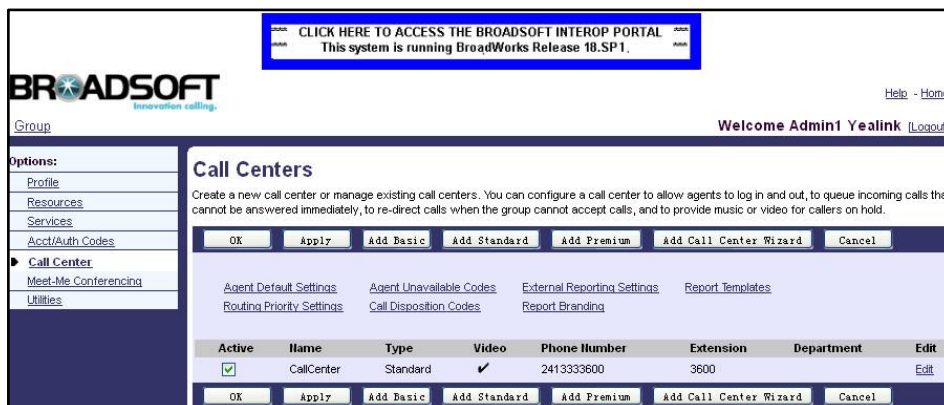 *** CLICK HERE TO ACCESS THE BROADSOFT INTEROP PORTAL ***
*** This system is running BroadWorks Release 18.SP1. ***
BROADSOFT
Innovation calling.
Help - Home
Group
Welcome Admin1 Yealink [Logout
Options:
Profile
Resources
Services
Acct/Auth Codes
Call Center
Meet-Me Conferencing
Utilities
Call Centers
Create a new call center or manage existing call centers. You can configure a call center to allow agents to log in and out, to queue incoming calls tha
cannot be answered immediately, to re-direct calls when the group cannot accept calls, and to provide music or video for callers on hold.
OK Apply Add Basic Add Standard Add Premium Add Call Center Wizard Cancel
Agent Default Settings Agent Unavailable Codes External Reporting Settings Report Templates
Routing Priority Settings Call Disposition Codes Report Branding
Active Name Type Video Phone Number Extension Department Edit
CallCenter Standard ✔ 2413333600 3600 Edit
OK Apply Add Basic Add Standard Add Premium Add Call Center Wizard Cancel